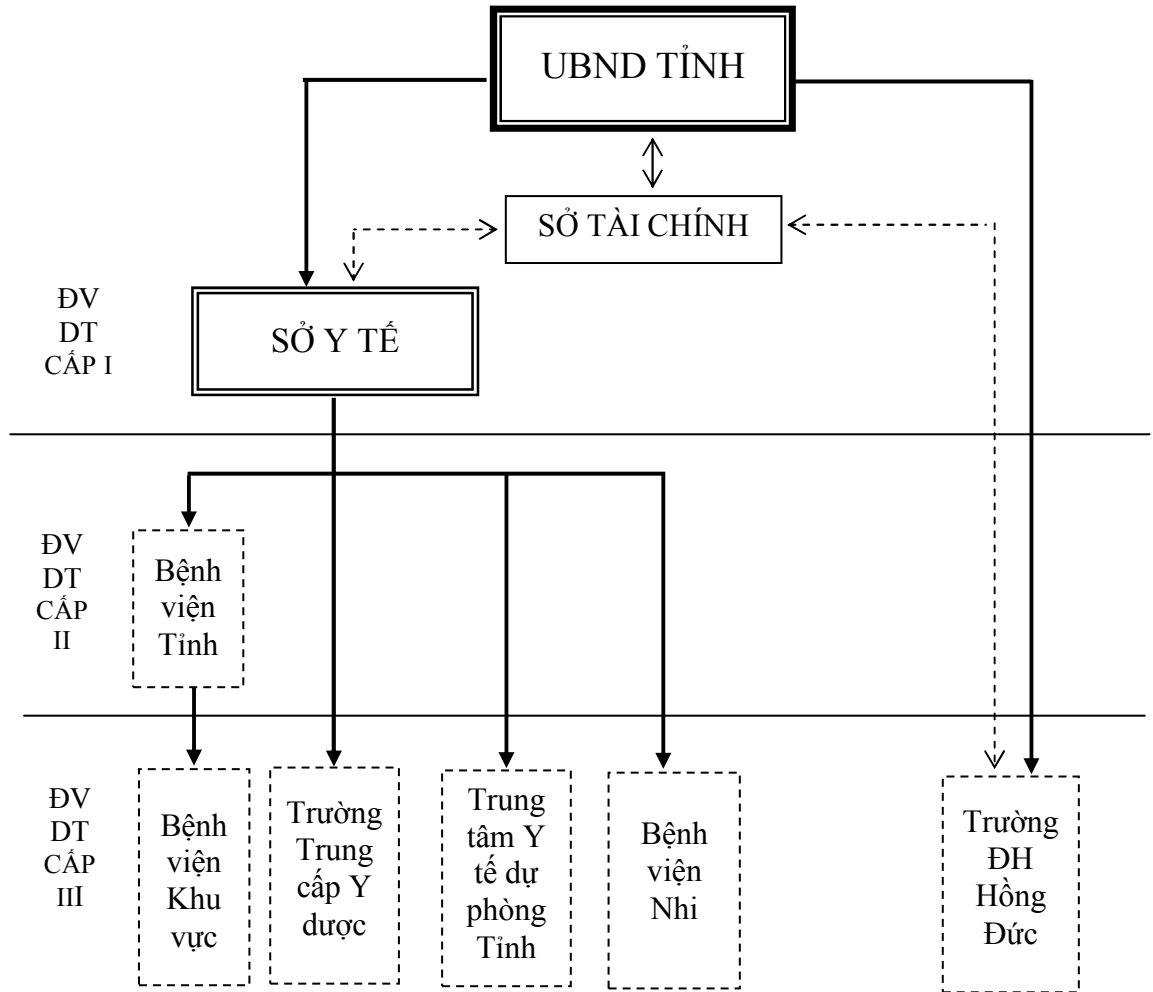 UBND TỈNH
SỞ TÀI CHÍNH
ĐV
DT
CẤP I
SỞ Y TẾ
ĐV
DT
CẤP
II
Bệnh
viện
Tỉnh
ĐV
DT
CẤP
III
Bệnh
viện
Khu
vực
Trường
Trung
cấp Y
dược
Trung
tâm Y
tế dự
phòng
Tỉnh
Bệnh
viện
Nhi
Trường
ĐH
Hồng
Đức